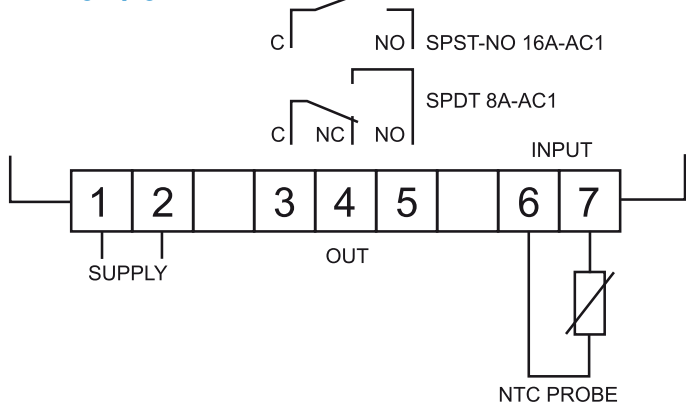 C NO SPST-NO 16A-AC1
SPDT 8A-AC1
C NC NO
INPUT
1 2 3 4 5 6 7
SUPPLY
OUT
NTC PROBE